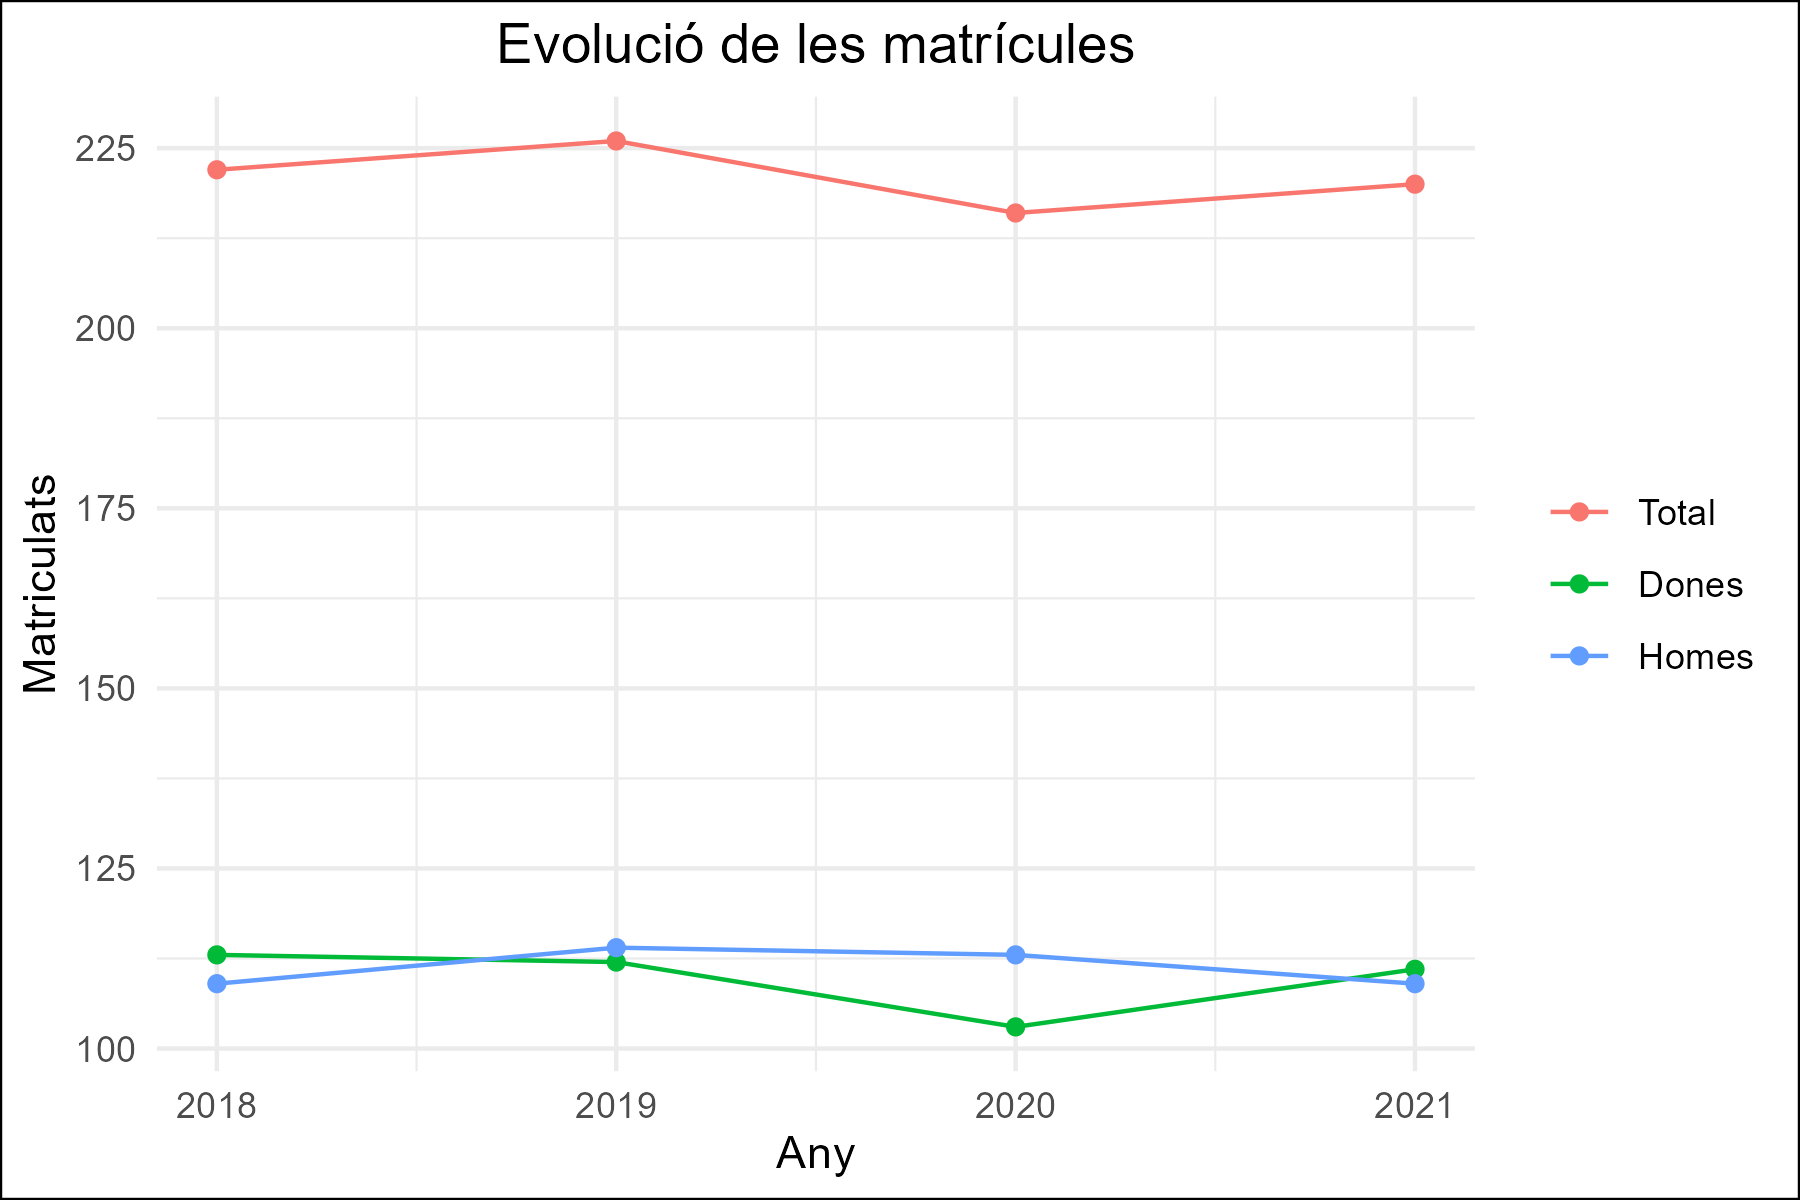 Evolució de les matrícules
Matriculats
225
200
175
150
125
100
2018
2019
2020
2021
Any
Total
Dones
Homes